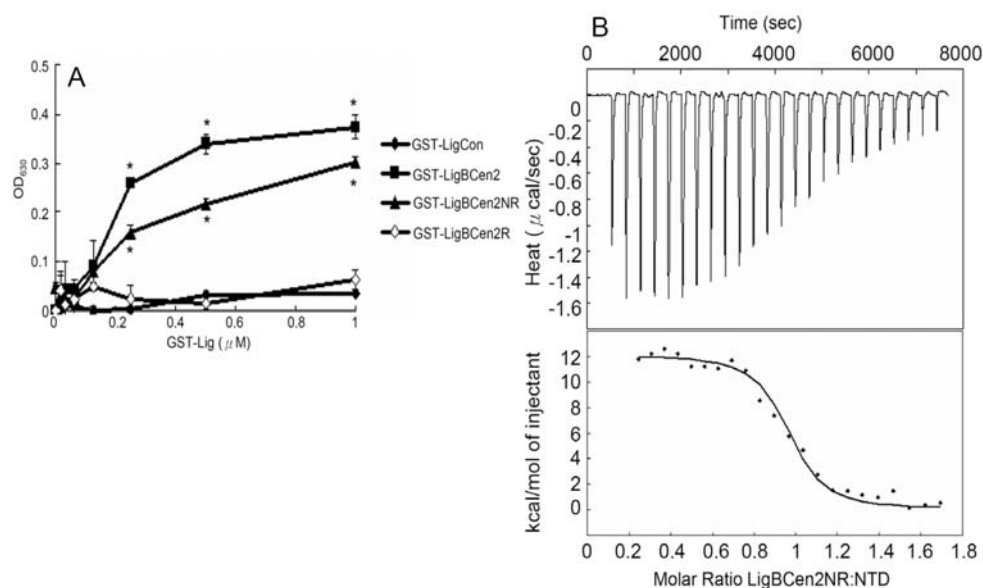 A
0.5
0.4
0.3
0.2
0.1
0
OD630
0 0.2 0.4 0.6 0.8 1
GST-Lig (μM)
* * * * * *
GST-LigCon
GST-LigBCen2
GST-LigBCen2NR
GST-LigBCen2R
B
Time (sec)
0 2000 4000 6000 8000
0
-0.2
-0.4
-0.6
-0.8
-1
-1.2
-1.4
-1.6
Heat (μ cal/sec)
12
10
8
6
4
2
0
kcal/mol of injectant
0 0.2 0.4 0.6 0.8 1 1.2 1.4 1.6 1.8
Molar Ratio LigBCen2NR:NTD